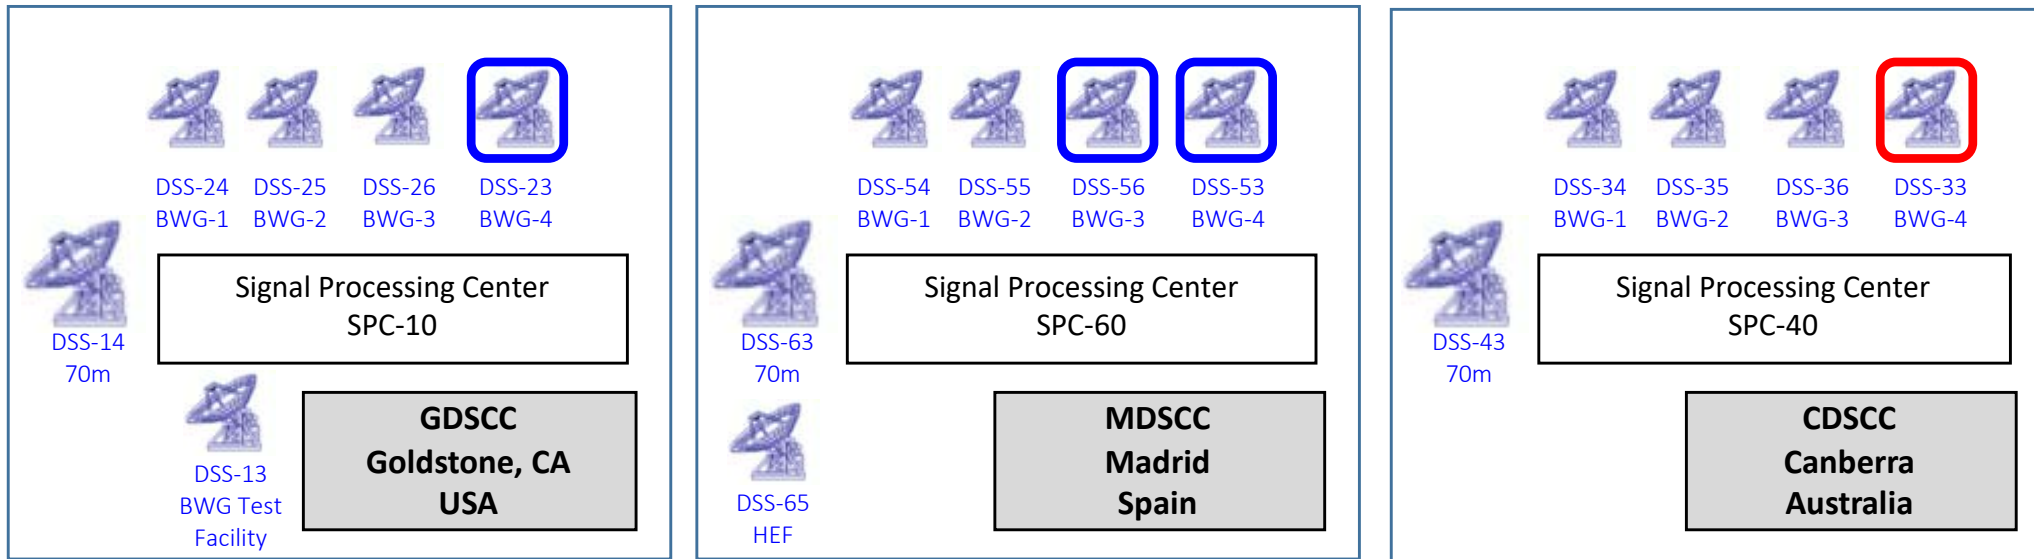 DSS-24
BWG-1
DSS-25
BWG-2
DSS-26
BWG-3
DSS-23
BWG-4
Signal Processing Center
SPC-10
DSS-14
70m
DSS-13
BWG Test
Facility
GDSCC
Goldstone, CA
USA
DSS-54
BWG-1
DSS-55
BWG-2
DSS-56
BWG-3
DSS-53
BWG-4
Signal Processing Center
SPC-60
DSS-63
70m
DSS-65
HEF
MDSCC
Madrid
Spain
DSS-34
BWG-1
DSS-35
BWG-2
DSS-36
BWG-3
DSS-33
BWG-4
Signal Processing Center
SPC-40
DSS-43
70m
CDSCC
Canberra
Australia